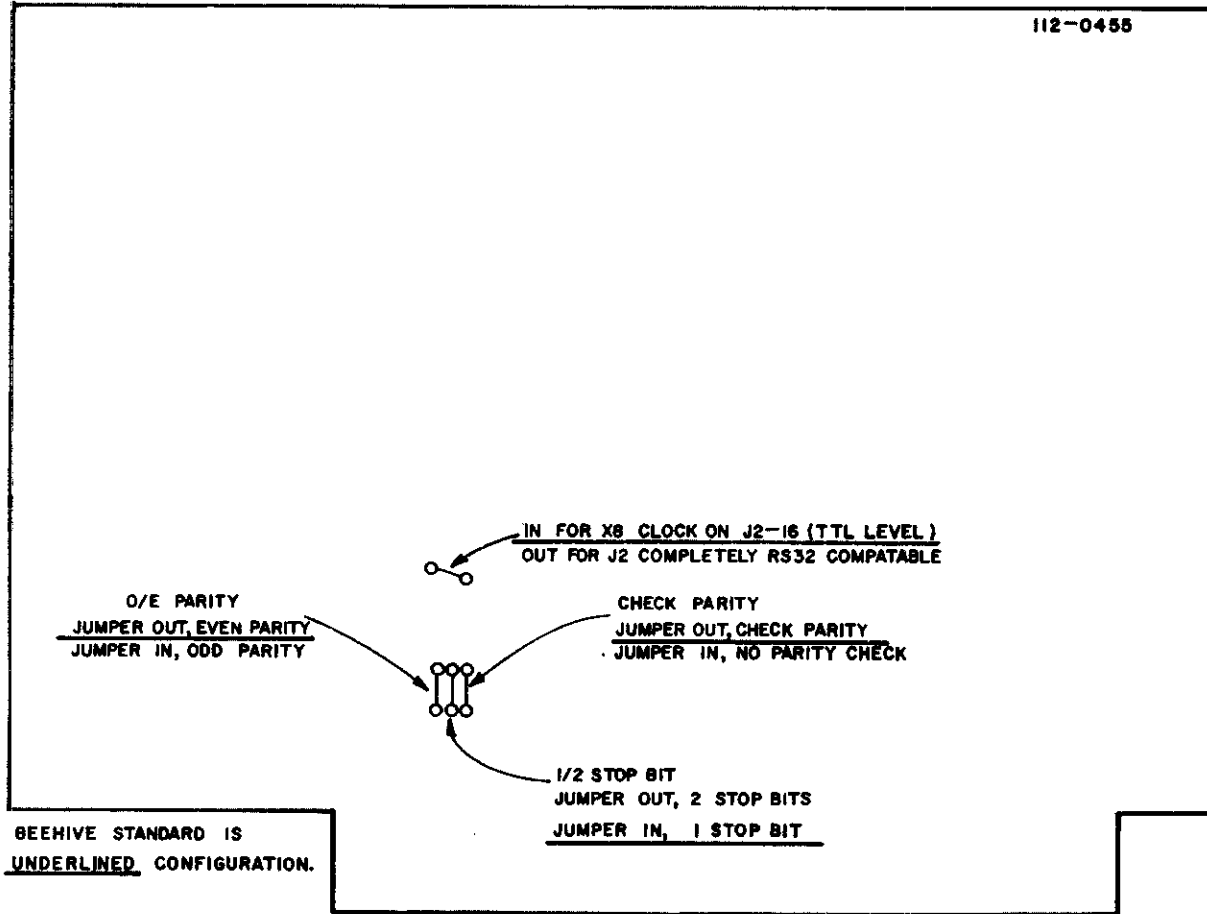 112-0455
IN FOR X8 CLOCK ON J2-16 (TTL LEVEL)
OUT FOR J2 COMPLETELY RS32 COMPATABLE
O/E PARITY
JUMPER OUT, EVEN PARITY
JUMPER IN, ODD PARITY
CHECK PARITY
JUMPER OUT, CHECK PARITY
JUMPER IN, NO PARITY CHECK
1/2 STOP BIT
JUMPER OUT, 2 STOP BITS
JUMPER IN, 1 STOP BIT
BEEHIVE STANDARD IS
UNDERLINED CONFIGURATION.